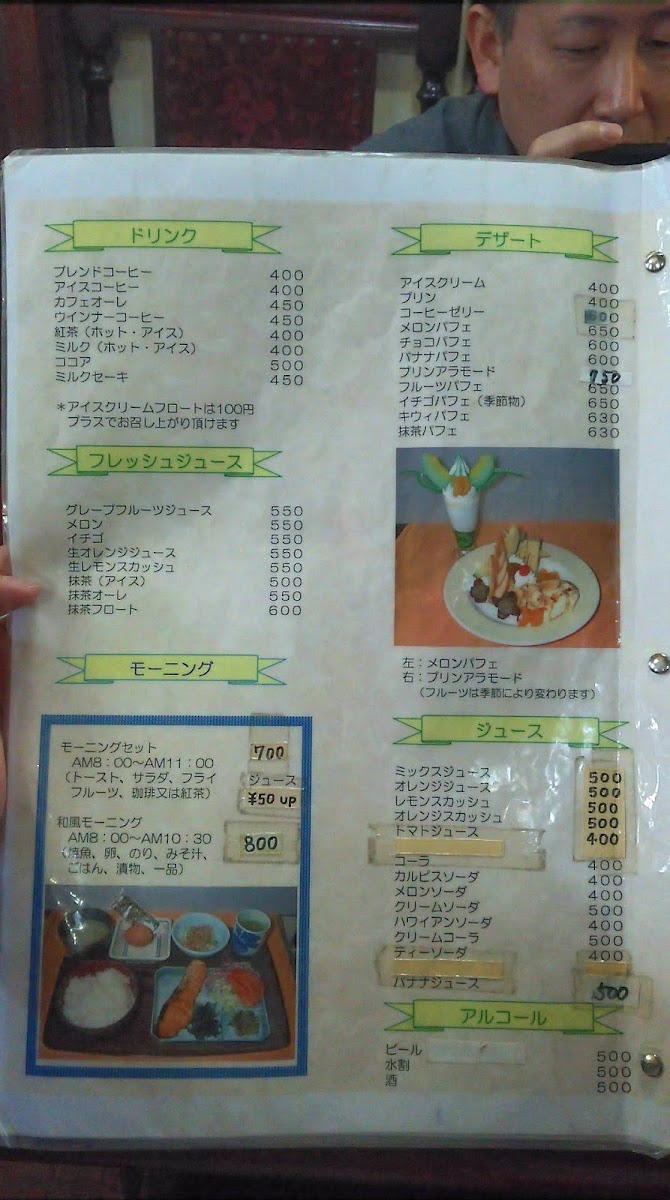 ドリンク
ブレンドコーヒー 400
アイスコーヒー 400
カフェオーレ 450
ウインナーコーヒー 450
紅茶（ホット・アイス） 400
ミルク（ホット・アイス） 400
ココア 500
ミルクセーキ 450
＊アイスクリームフロートは100円
プラスでお召し上がり頂けます
フレッシュジュース
グレープフルーツジュース 550
メロン 550
イチゴ 550
生オレンジジュース 550
生レモンスカッシュ 550
抹茶（アイス） 500
抹茶オーレ 550
抹茶フロート 600
モーニング
モーニングセット 700
AM8：00〜AM11：00
（トースト、サラダ、フライ ジュース
フルーツ、珈琲又は紅茶） ¥50 up
和風モーニング
AM8：00〜AM10：30 800
（焼魚、卵、のり、みそ汁、
ごはん、漬物、一品）
デザート
アイスクリーム 400
プリン 400
コーヒーゼリー
メロンパフェ 650
チョコパフェ 600
バナナパフェ 600
プリンアラモード 750
フルーツパフェ 650
イチゴパフェ（季節物） 650
キウィパフェ 630
抹茶パフェ 630
左：メロンパフェ
右：プリンアラモード
（フルーツは季節により変わります）
ジュース
ミックスジュース 500
オレンジジュース 500
レモンスカッシュ 500
オレンジスカッシュ 500
トマトジュース 400
コーラ 400
カルピスソーダ 400
メロンソーダ 400
クリームソーダ 500
ハワイアンソーダ 400
クリームコーラ 500
ティーソーダ 400
バナナジュース 500
アルコール
ビール 500
水割 500
酒 500